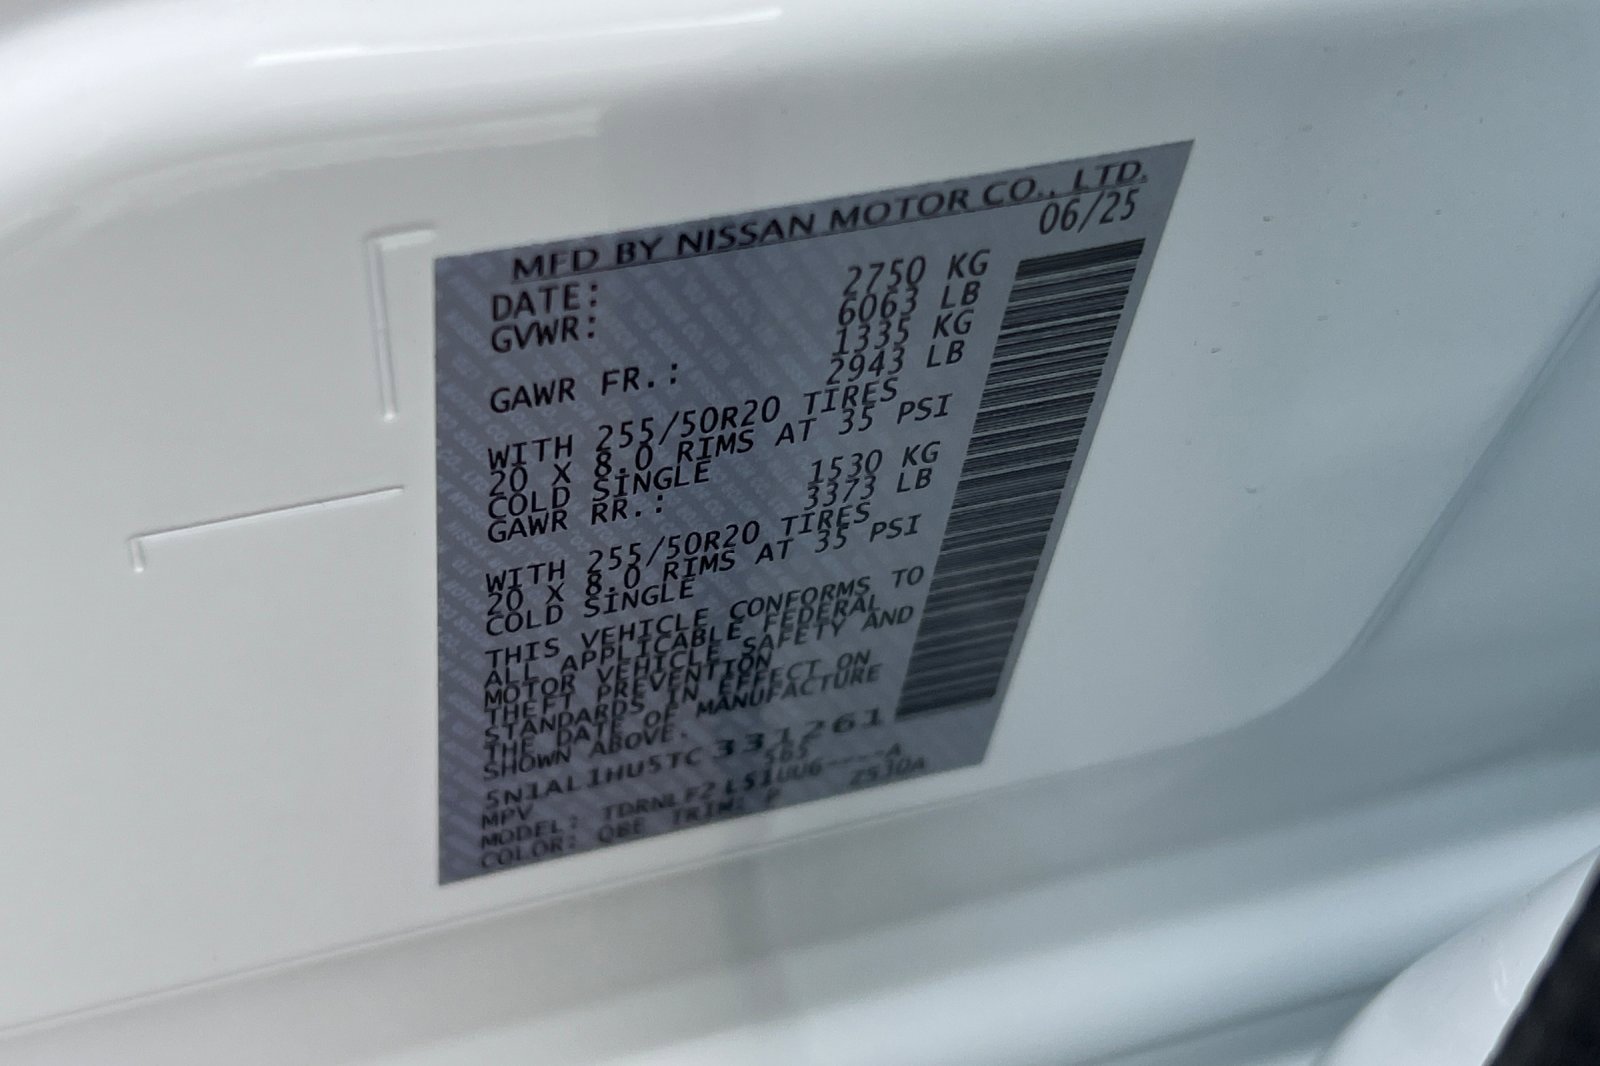 MFD BY NISSAN MOTOR CO., LTD.
DATE: 06/25
GVWR: 2750 KG
6063 LB
GAWR FR.: 1335 KG
2943 LB
WITH 255/50R20 TIRES
20 X 8.0 RIMS AT 35 PSI
COLD SINGLE
GAWR RR.: 1530 KG
3373 LB
WITH 255/50R20 TIRES
20 X 8.0 RIMS AT 35 PSI
COLD SINGLE
THIS VEHICLE CONFORMS TO
ALL APPLICABLE FEDERAL
MOTOR VEHICLE SAFETY AND
THEFT PREVENTION
STANDARDS IN EFFECT ON
THE DATE OF MANUFACTURE
SHOWN ABOVE.
5N1AL1HU5TC331261
MPV
MODEL:
COLOR: QBE TRIM: P